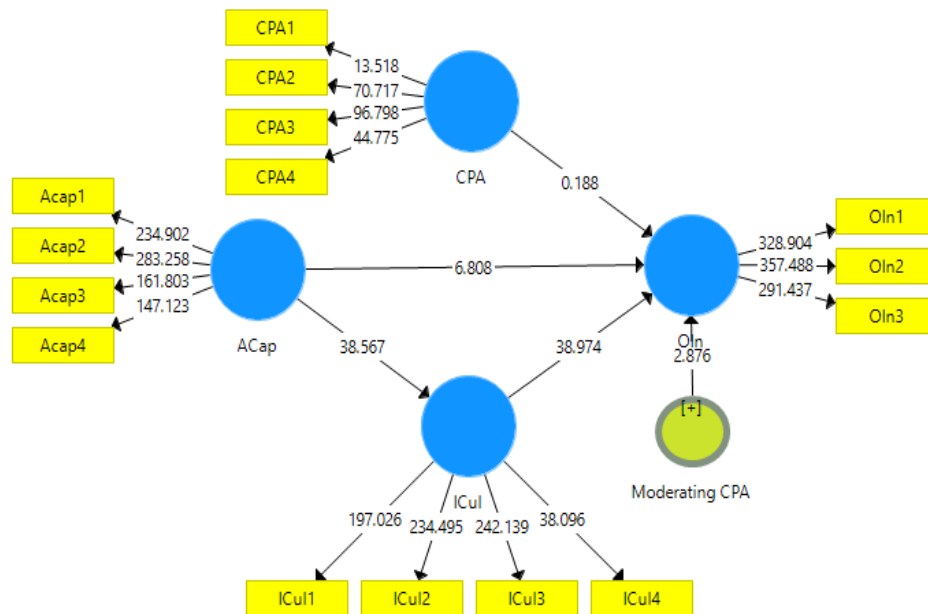 CPA1
13.518
CPA2
70.717
CPA3
96.798
CPA4
44.775
CPA
0.188
Acap1
234.902
Acap2
283.258
Acap3
161.803
Acap4
147.123
ACap
6.808
OIn1
328.904
OIn2
357.488
OIn3
291.437
OIn
2.876
[+]
Moderating CPA
38.567
38.974
ICul
197.026
234.495
242.139
38.096
ICul1
ICul2
ICul3
ICul4